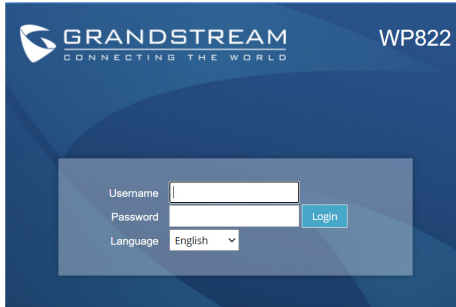 GRANDSTREAM
CONNECTING THE WORLD
WP822
Username
Password
Login
Language
English